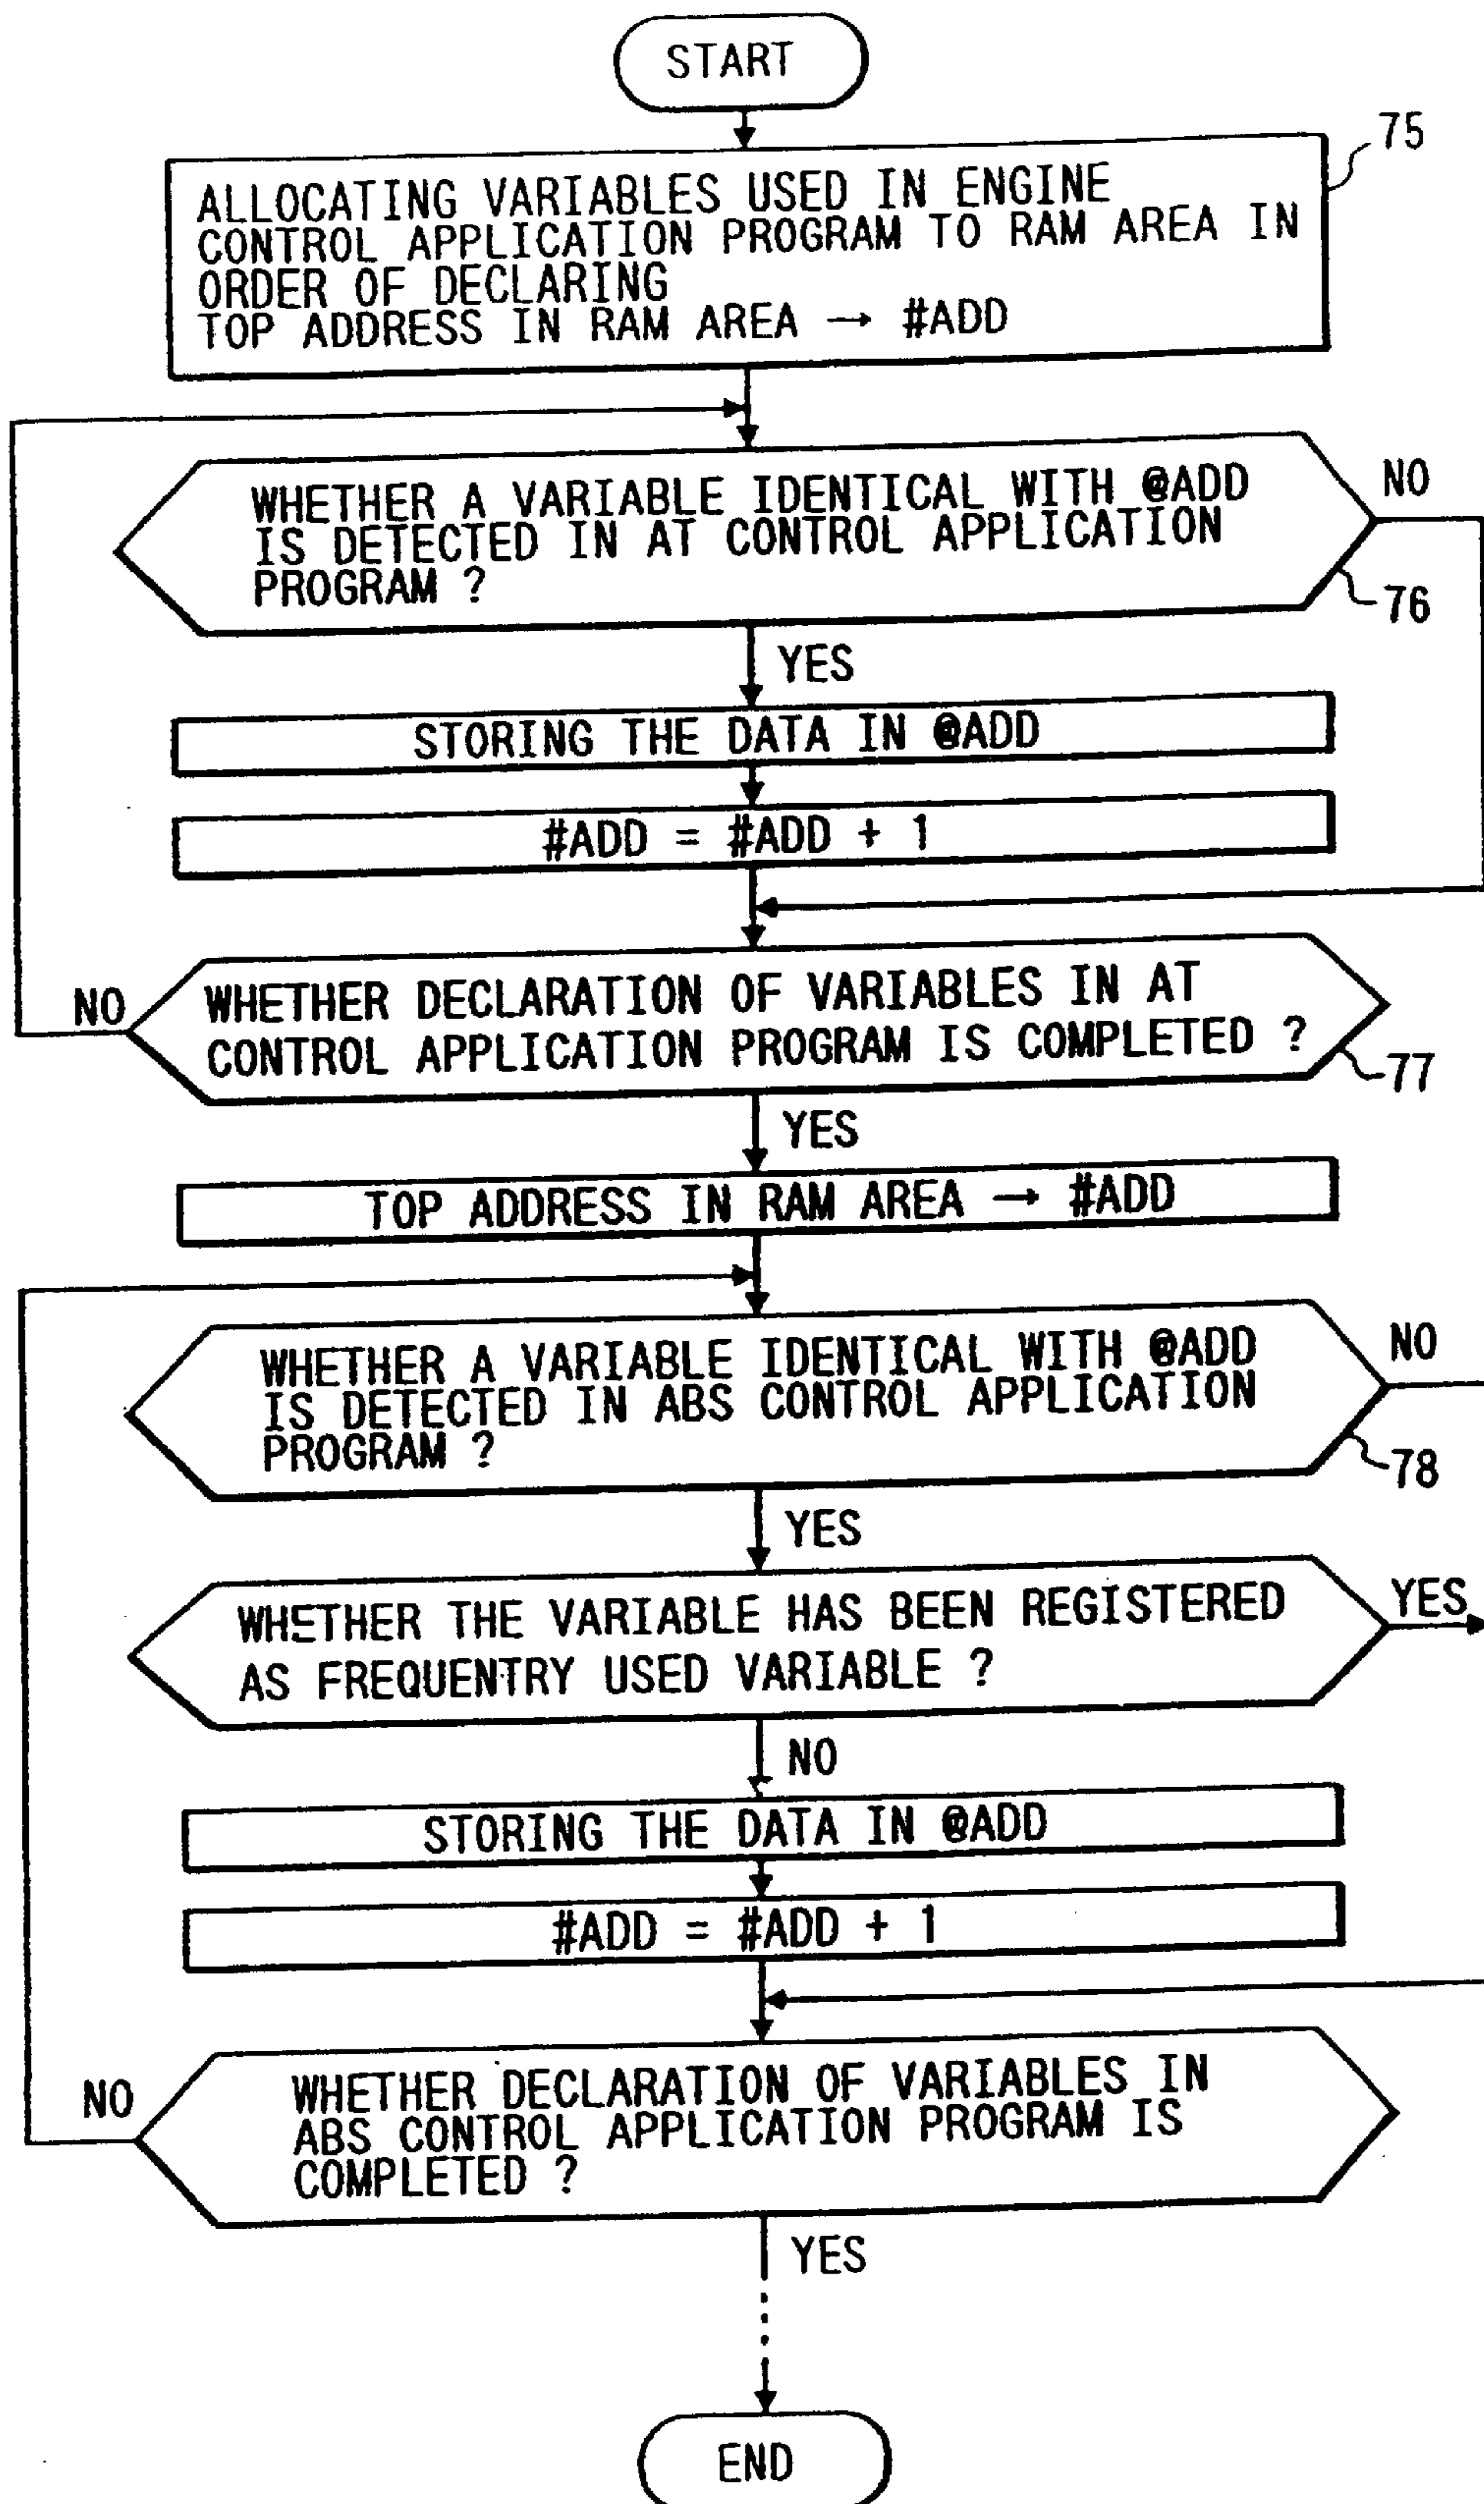 START
75
ALLOCATING VARIABLES USED IN ENGINE
CONTROL APPLICATION PROGRAM TO RAM AREA IN
ORDER OF DECLARING
TOP ADDRESS IN RAM AREA → #ADD
WHETHER A VARIABLE IDENTICAL WITH @ADD
IS DETECTED IN AT CONTROL APPLICATION
PROGRAM ?
NO
76
YES
STORING THE DATA IN @ADD
#ADD = #ADD + 1
NO
WHETHER DECLARATION OF VARIABLES IN AT
CONTROL APPLICATION PROGRAM IS COMPLETED ?
77
YES
TOP ADDRESS IN RAM AREA → #ADD
WHETHER A VARIABLE IDENTICAL WITH @ADD
IS DETECTED IN ABS CONTROL APPLICATION
PROGRAM ?
NO
78
YES
WHETHER THE VARIABLE HAS BEEN REGISTERED
AS FREQUENTRY USED VARIABLE ?
YES
NO
STORING THE DATA IN @ADD
#ADD = #ADD + 1
NO
WHETHER DECLARATION OF VARIABLES IN
ABS CONTROL APPLICATION PROGRAM IS
COMPLETED ?
YES
END